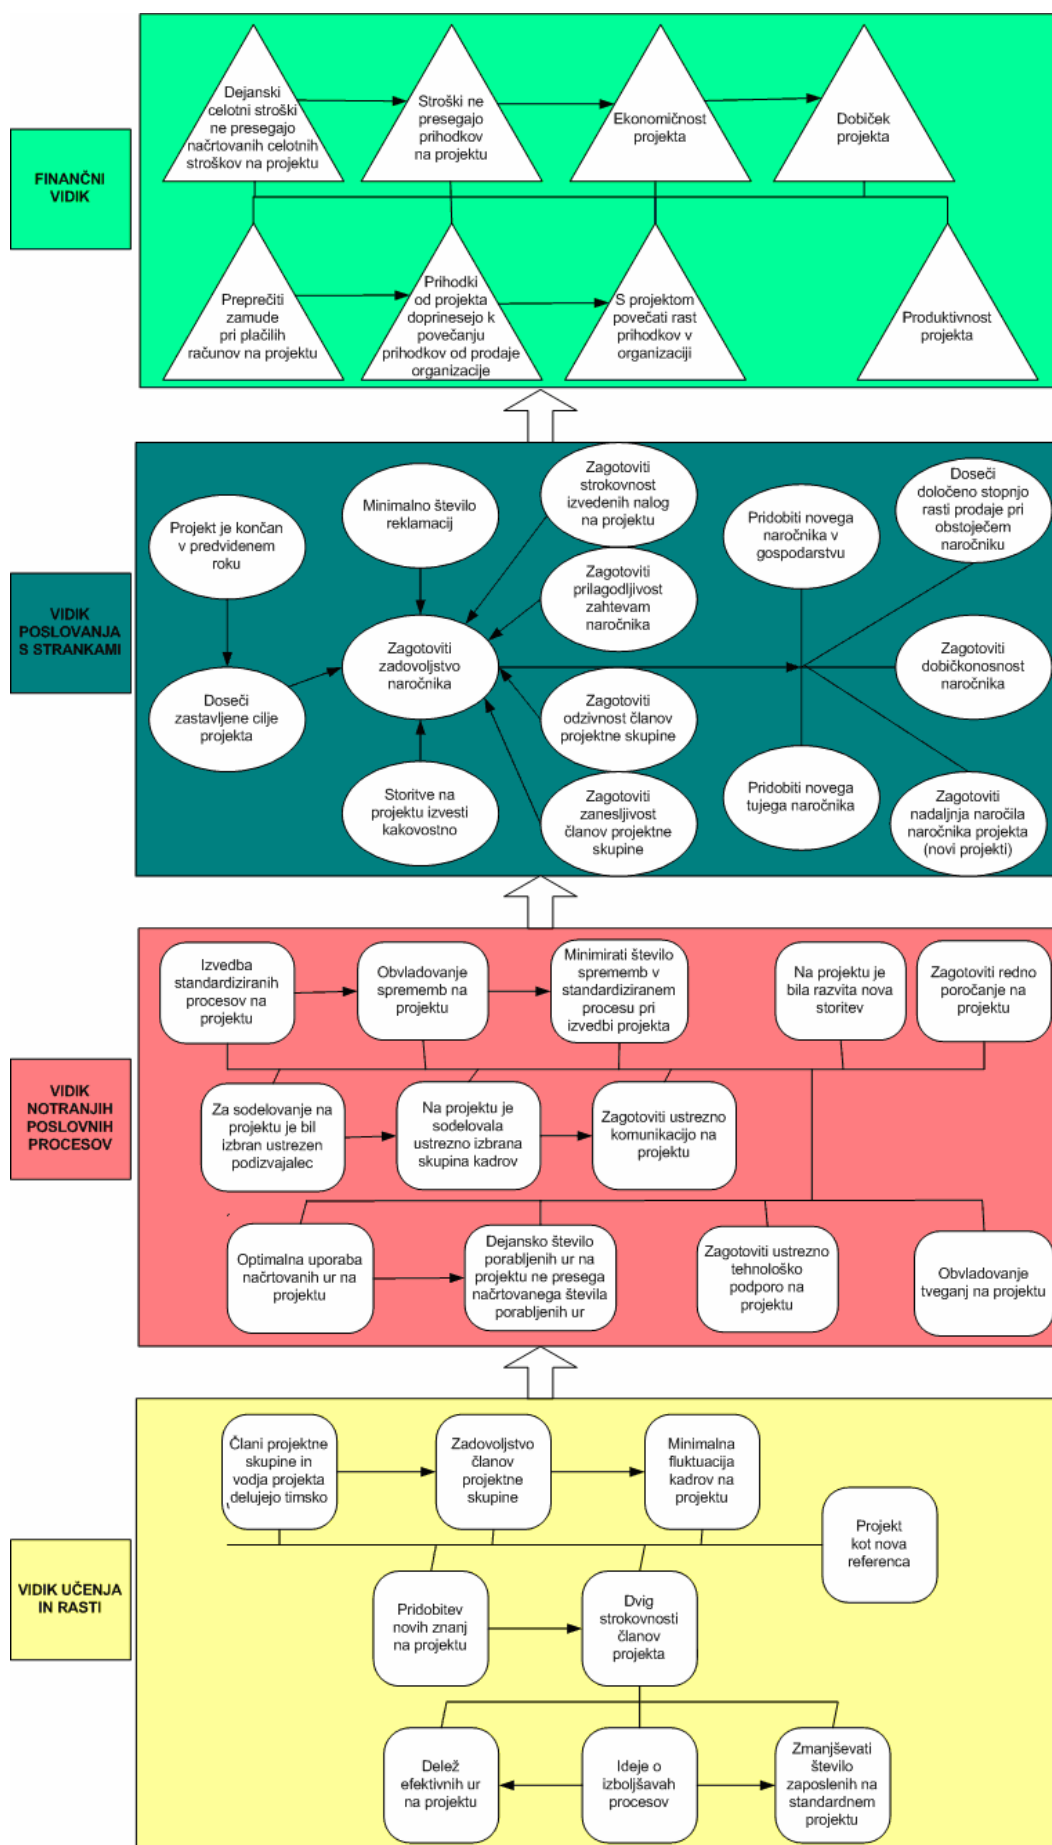 FINANČNI
VIDIK
Dejanski
celotni stroški
ne presegajo
načrtovanih celotnih
stroškov na projektu
Stroški ne
presegajo
prihodkov
na projektu
Ekonomičnost
projekta
Dobiček
projekta
Preprečiti
zamude
pri plačilih
računov na projektu
Prihodki
od projekta
doprinesejo k
povečanju
prihodkov od prodaje
organizacije
S projektom
povečati rast
prihodkov v
organizaciji
Produktivnost
projekta
VIDIK
POSLOVANJA
S STRANKAMI
Projekt je končan
v predvidenem
roku
Minimalno število
reklamacij
Zagotoviti
strokovnost
izvedenih nalog
na projektu
Pridobiti novega
naročnika v
gospodarstvu
Doseči
določeno stopnjo
rasti prodaje pri
obstoječem
naročniku
Zagotoviti
prilagodljivost
zahtevam
naročnika
Zagotoviti
zadovoljstvo
naročnika
Zagotoviti
dobičkonosnost
naročnika
Doseči
zastavljene cilje
projekta
Zagotoviti
odzivnost članov
projektne skupine
Storitve na
projektu izvesti
kakovostno
Zagotoviti
zanesljivost
članov projektne
skupine
Pridobiti novega
tujega naročnika
Zagotoviti
nadaljnja naročila
naročnika projekta
(novi projekti)
VIDIK
NOTRANJIH
POSLOVNIH
PROCESOV
Izvedba
standardiziranih
procesov na
projektu
Obvladovanje
sprememb na
projektu
Minimirati število
sprememb v
standardiziranem
procesu pri
izvedbi projekta
Na projektu je
bila razvita nova
storitev
Zagotoviti redno
poročanje na
projektu
Za sodelovanje na
projektu je bil
izbran ustrezen
podizvajalec
Na projektu je
sodelovala
ustrezno izbrana
skupina kadrov
Zagotoviti ustrezno
komunikacijo na
projektu
Optimalna uporaba
načrtovanih ur na
projektu
Dejansko število
porabljenih ur na
projektu ne presega
načrtovanega števila
porabljenih ur
Zagotoviti ustrezno
tehnološko
podporo na
projektu
Obvladovanje
tveganj na projektu
VIDIK UČENJA
IN RASTI
Člani projektne
skupine in
vodja projekta
delujejo timsko
Zadovoljstvo
članov
projektne
skupine
Minimalna
fluktuacija
kadrov na
projektu
Projekt
kot nova
referenca
Pridobitev
novih znanj
na projektu
Dvig
strokovnosti
članov
projekta
Delež
efektivnih ur
na projektu
Ideje o
izboljšavah
procesov
Zmanjševati
število
zaposlenih na
standardnem
projektu